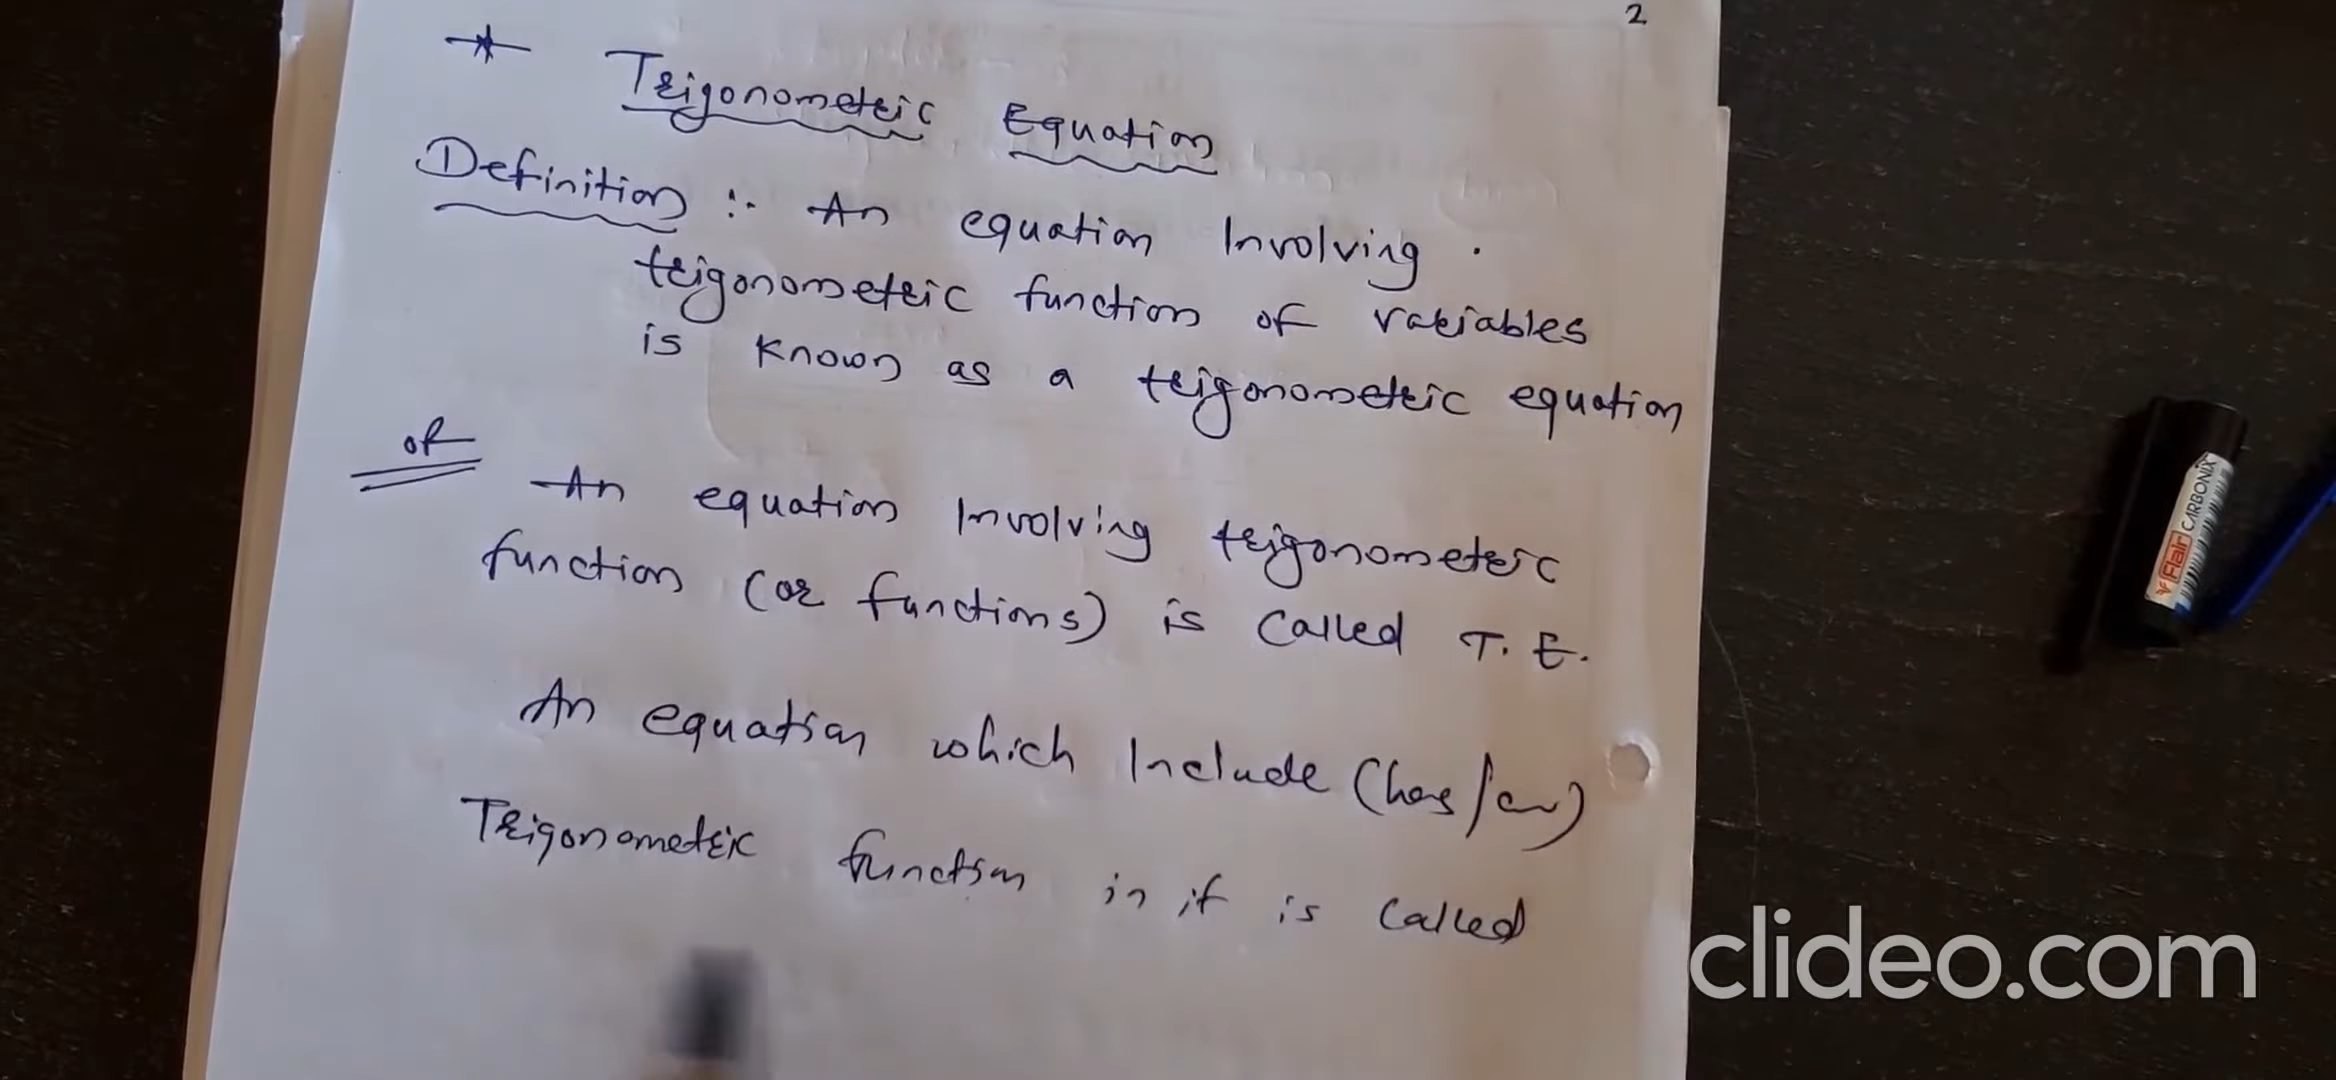 2
Trigonometric Equation
Definition :- An equation Involving .
trigonometric function of variables
is known as a trigonometric equation
or
An equation Involving trigonometric
function (or functions) is called T. E.
An equation which Include (has/
Trigonometric function in it is called
Flair CARBONIX
clideo.com